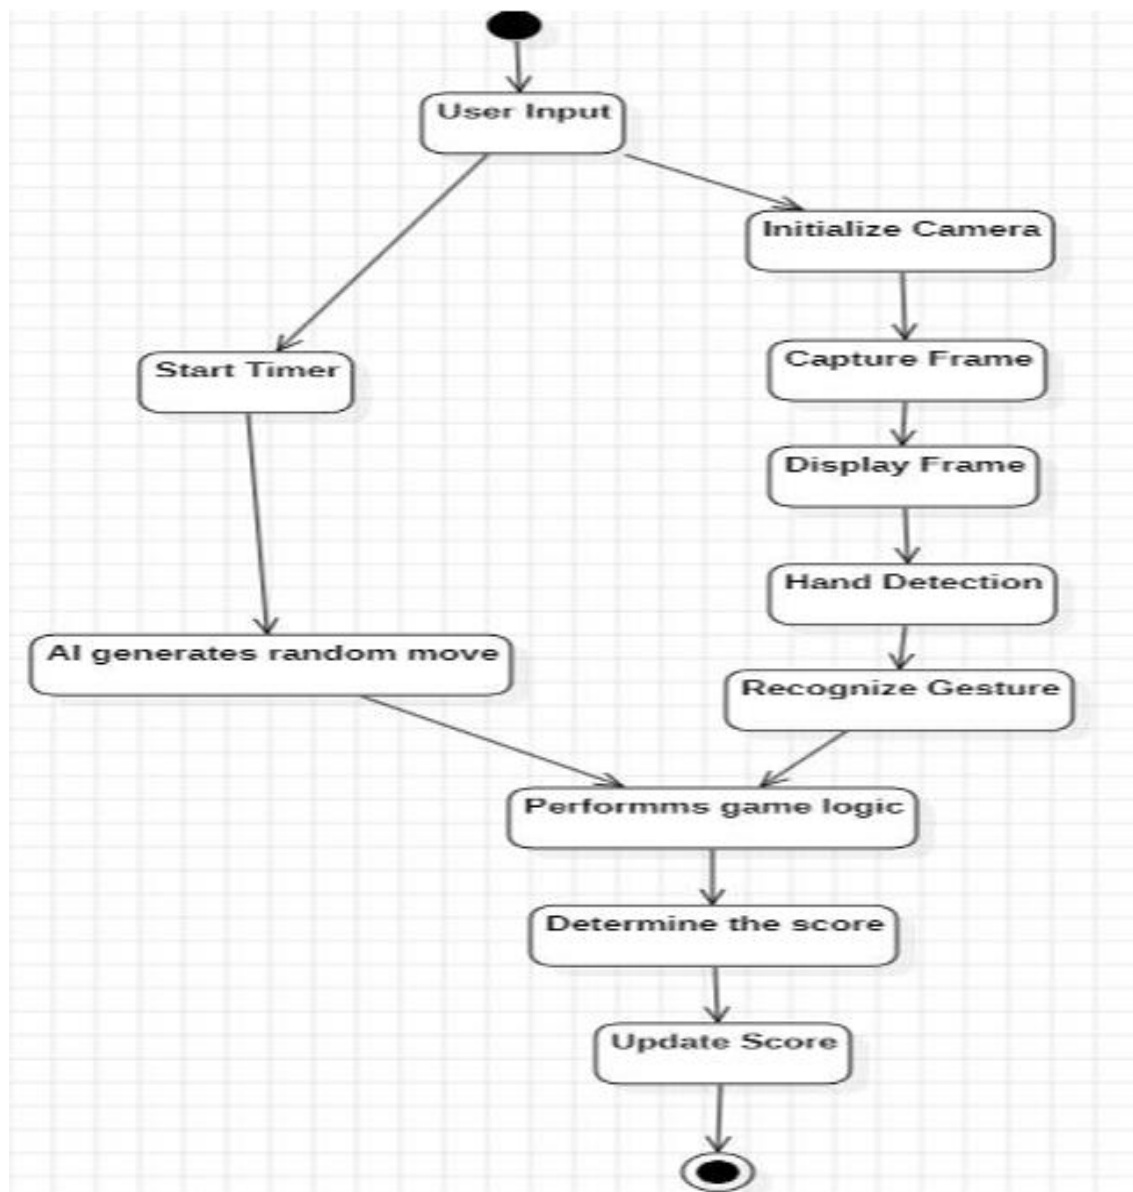 User Input
Initialize Camera
Start Timer
Capture Frame
Display Frame
Hand Detection
AI generates random move
Recognize Gesture
Performms game logic
Determine the score
Update Score